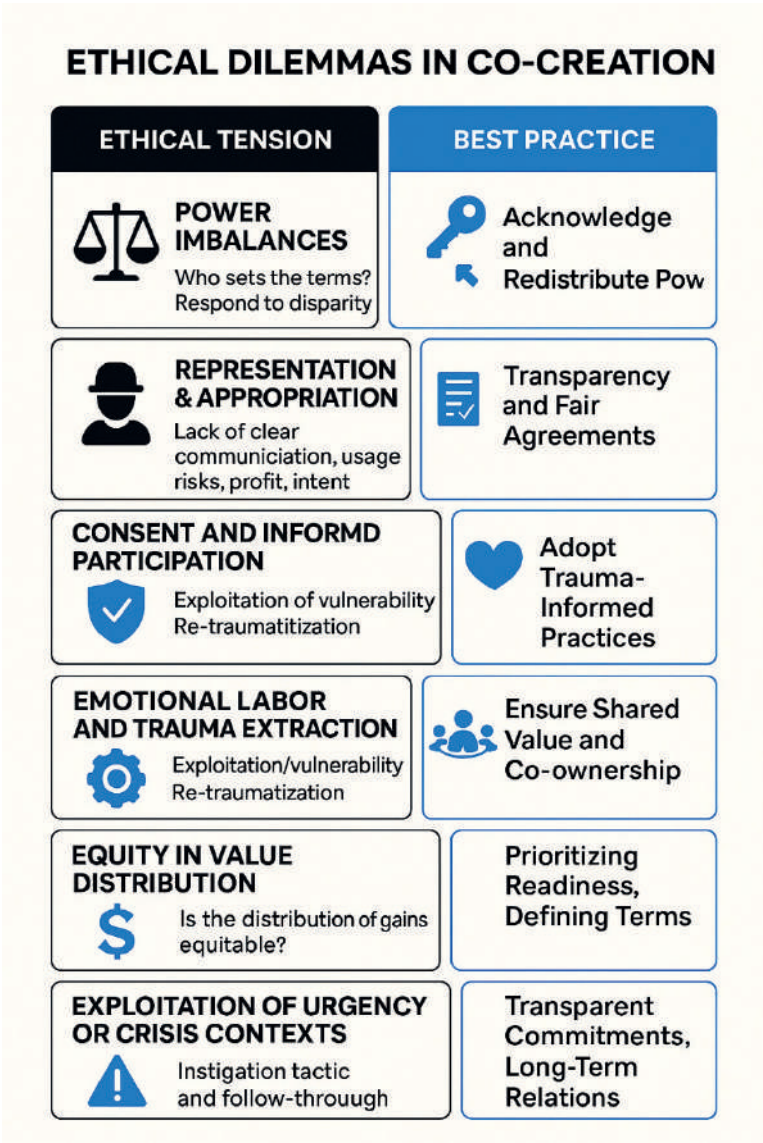 ETHICAL DILEMMAS IN CO-CREATION
ETHICAL TENSION
BEST PRACTICE
POWER
IMBALANCES
Who sets the terms?
Respond to disparity
Acknowledge
and
Redistribute Pow
REPRESENTATION
& APPROPRIATION
Lack of clear
communiciation, usage
risks, profit, intent
Transparency
and Fair
Agreements
CONSENT AND INFORMD
PARTICIPATION
Exploitation of vulnerability
Re-traumatitization
Adopt
Trauma-
Informed
Practices
EMOTIONAL LABOR
AND TRAUMA EXTRACTION
Exploitation/vulnerability
Re-traumatization
Ensure Shared
Value and
Co-ownership
EQUITY IN VALUE
DISTRIBUTION
$
Is the distribution of gains
equitable?
Prioritizing
Readiness,
Defining Terms
EXPLOITATION OF URGENCY
OR CRISIS CONTEXTS
Instigation tactic
and follow-throuugh
Transparent
Commitments,
Long-Term
Relations